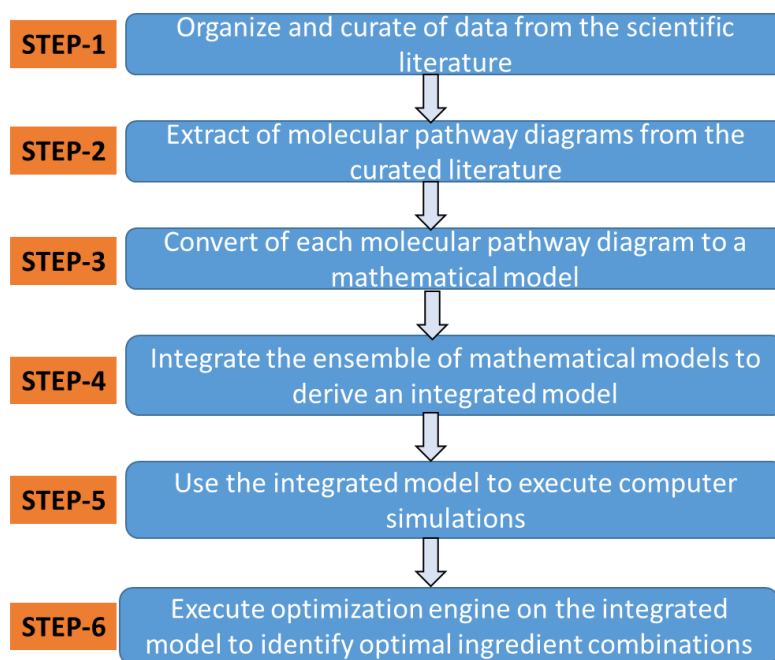 STEP-1
Organize and curate of data from the scientific
literature
STEP-2
Extract of molecular pathway diagrams from the
curated literature
STEP-3
Convert of each molecular pathway diagram to a
mathematical model
STEP-4
Integrate the ensemble of mathematical models to
derive an integrated model
STEP-5
Use the integrated model to execute computer
simulations
STEP-6
Execute optimization engine on the integrated
model to identify optimal ingredient combinations